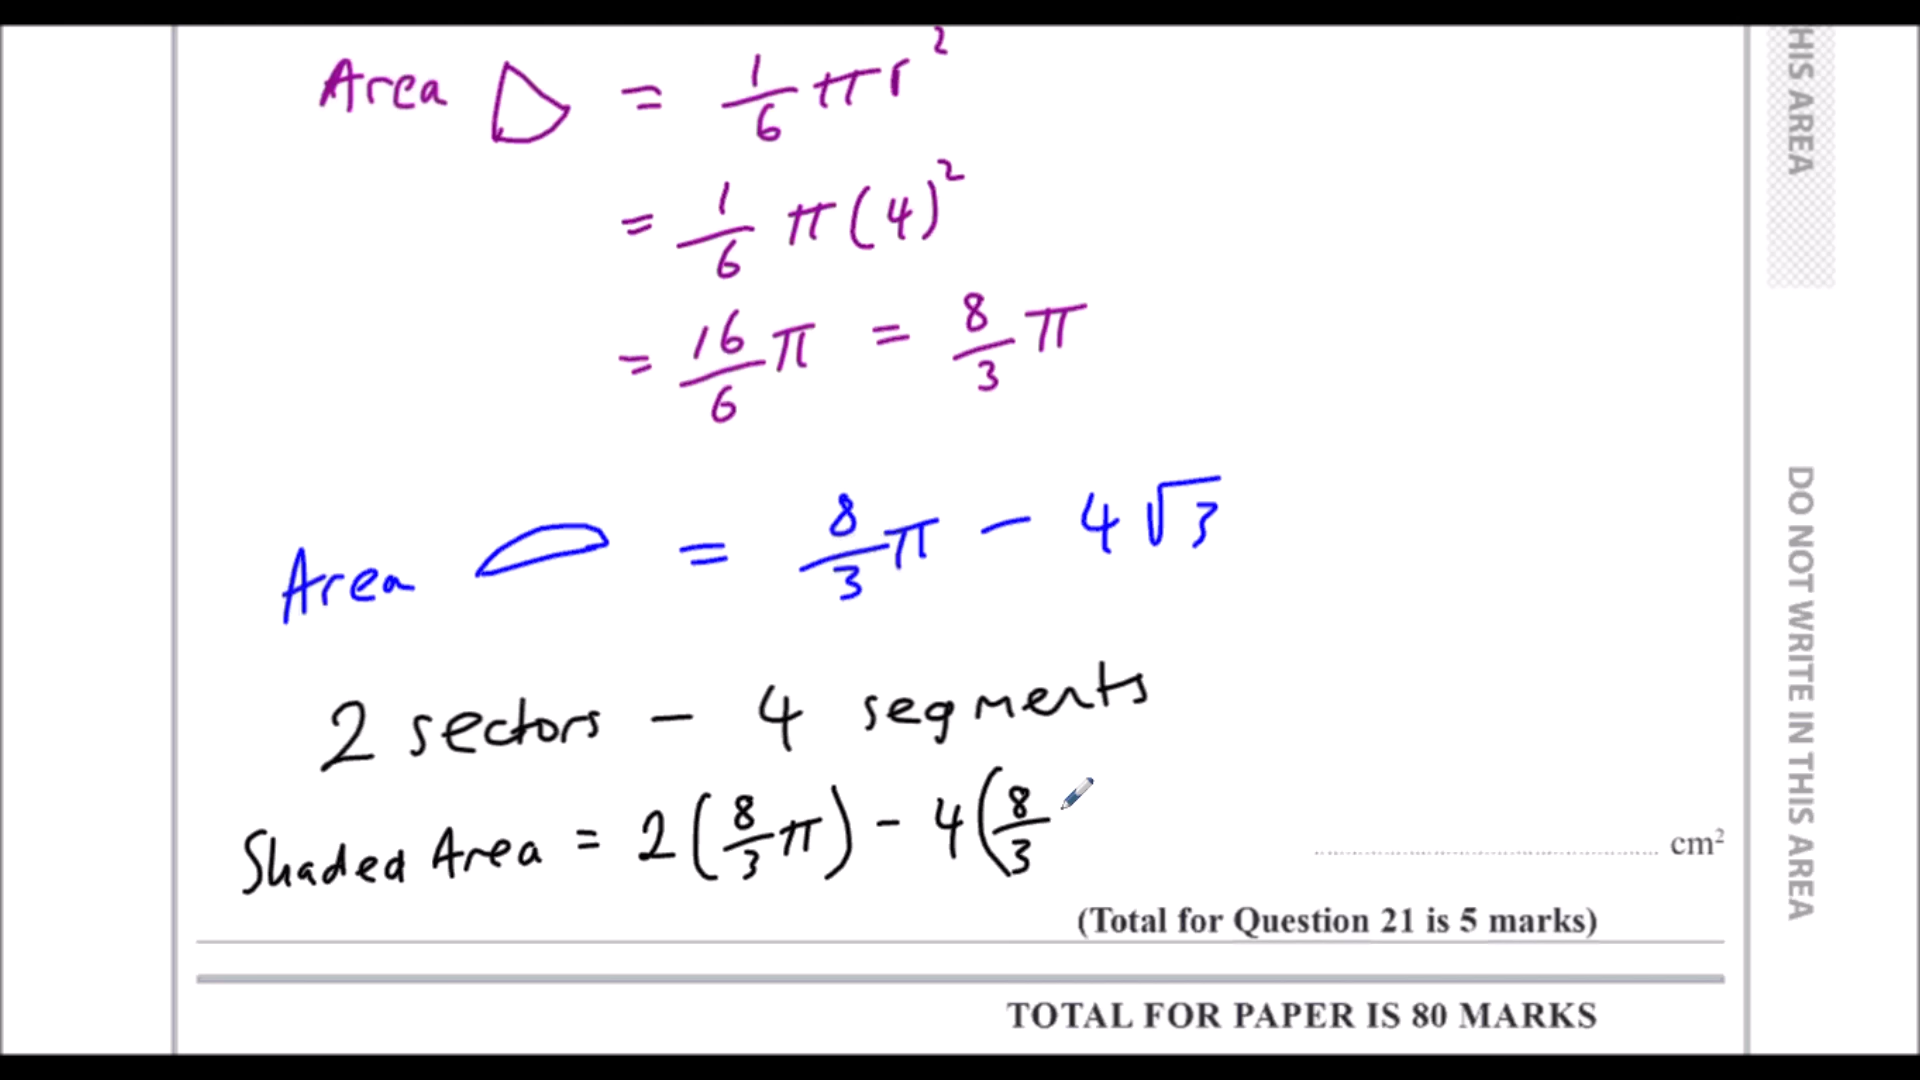 Area = 1/6 πr²
= 1/6 π(4)²
= 16/6 π = 8/3 π
Area = 8/3 π - 4√3
2 sectors - 4 segments
Shaded Area = 2(8/3 π) - 4(8/3
cm²
(Total for Question 21 is 5 marks)
TOTAL FOR PAPER IS 80 MARKS
HIS AREA
DO NOT WRITE IN THIS AREA